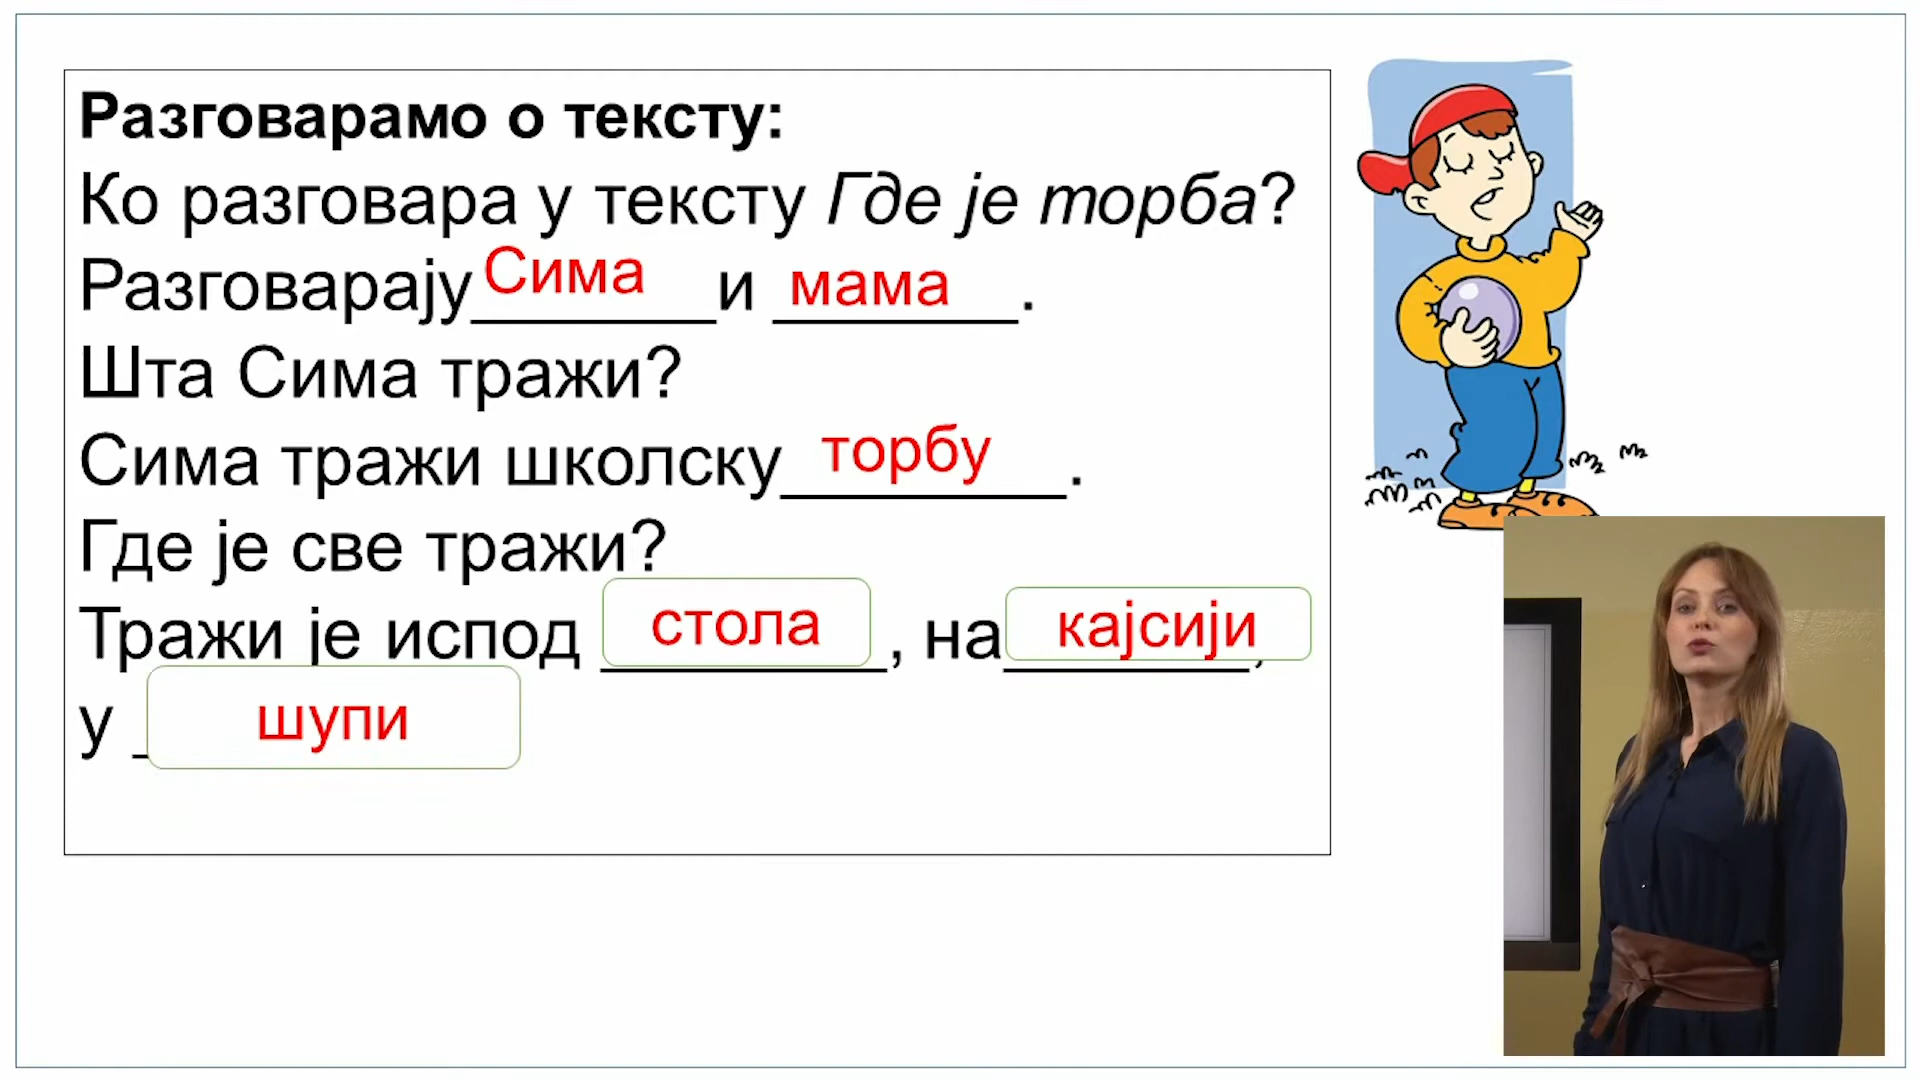 Разговарамо о тексту:
Ко разговара у тексту Где је торба?
Разговарају Сима и мама.
Шта Сима тражи?
Сима тражи школску торбу.
Где је све тражи?
Тражи је испод стола, на кајсији,
у шупи